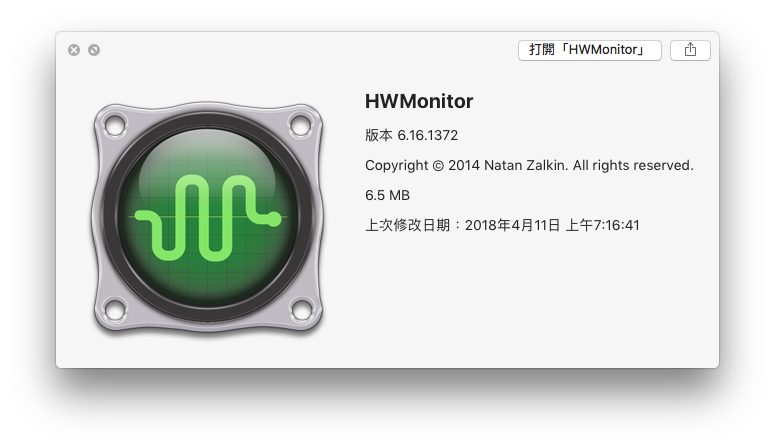 打開「HWMonitor」
HWMonitor
版本 6.16.1372
Copyright © 2014 Natan Zalkin. All rights reserved.
6.5 MB
上次修改日期：2018年4月11日 上午7:16:41